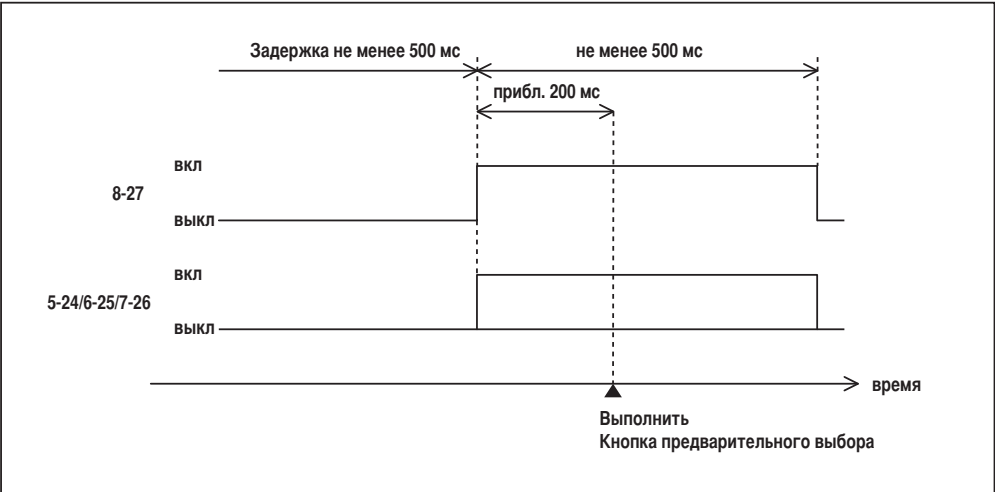 Задержка не менее 500 мс
не менее 500 мс
прибл. 200 мс
вкл
8-27
выкл
вкл
5-24/6-25/7-26
выкл
время
Выполнить
Кнопка предварительного выбора